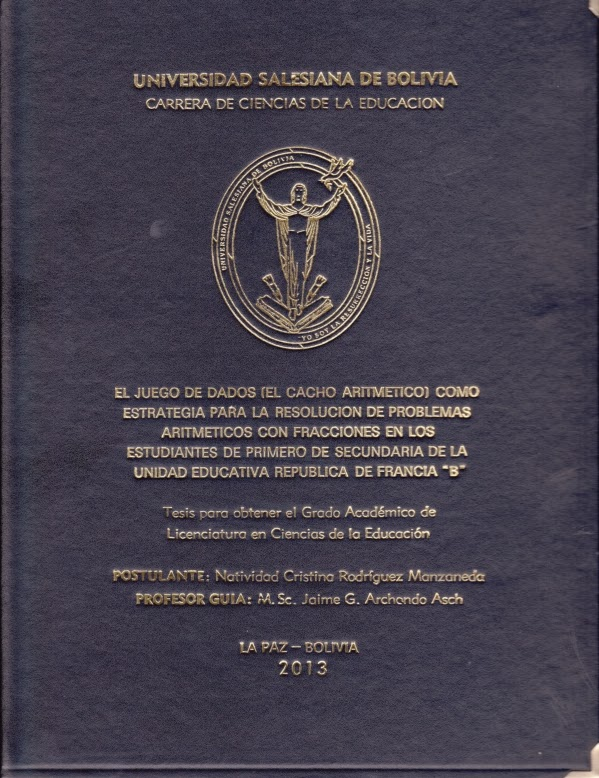 UNIVERSIDAD SALESIANA DE BOLIVIA
CARRERA DE CIENCIAS DE LA EDUCACION
UNIVERSIDAD SALESIANA DE BOLIVIA
"YO SOY LA RESURRECCION Y LA VIDA
EL JUEGO DE DADOS (EL CACHO ARITMETICO) COMO
ESTRATEGIA PARA LA RESOLUCION DE PROBLEMAS
ARITMETICOS CON FRACCIONES EN LOS
ESTUDIANTES DE PRIMERO DE SECUNDARIA DE LA
UNIDAD EDUCATIVA REPUBLICA DE FRANCIA "B"
Tesis para obtener el Grado Académico de
Licenciatura en Ciencias de la Educación
POSTULANTE: Natividad Cristina Rodríguez Manzaneda
PROFESOR GUIA: M. Sc. Jaime G. Archondo Asch
LA PAZ – BOLIVIA
2013